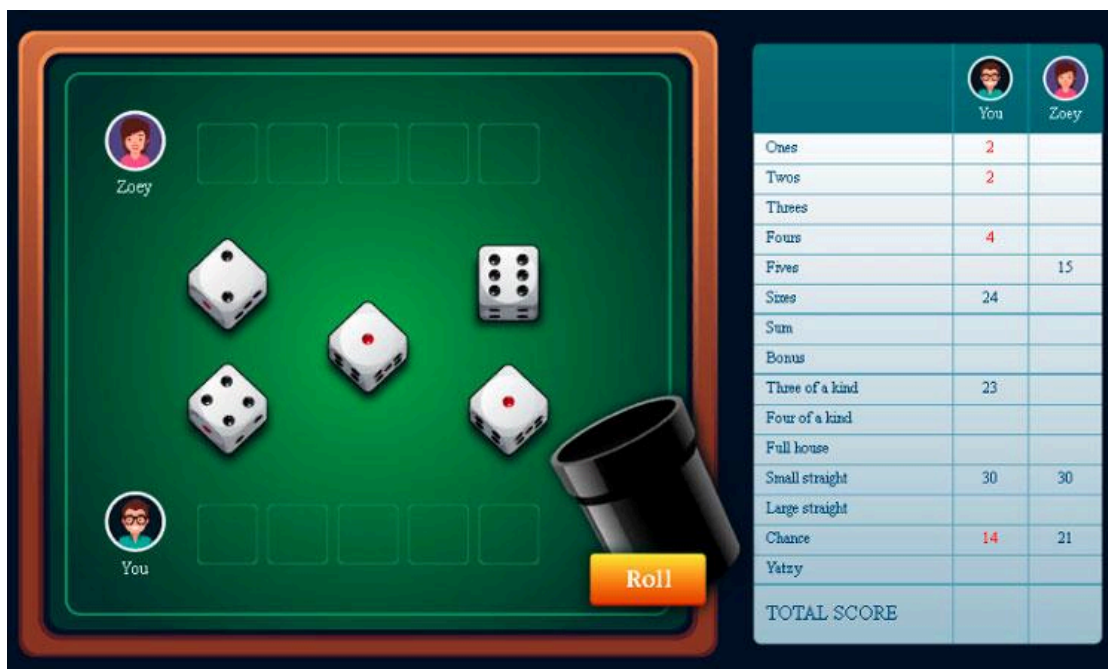 Zoey
You
Roll
You Zoey
Ones 2
Twos 2
Threes
Fours 4
Fives 15
Sixes 24
Sum
Bonus
Three of a kind 23
Four of a kind
Full house
Small straight 30 30
Large straight
Chance 14 21
Yatzy
TOTAL SCORE